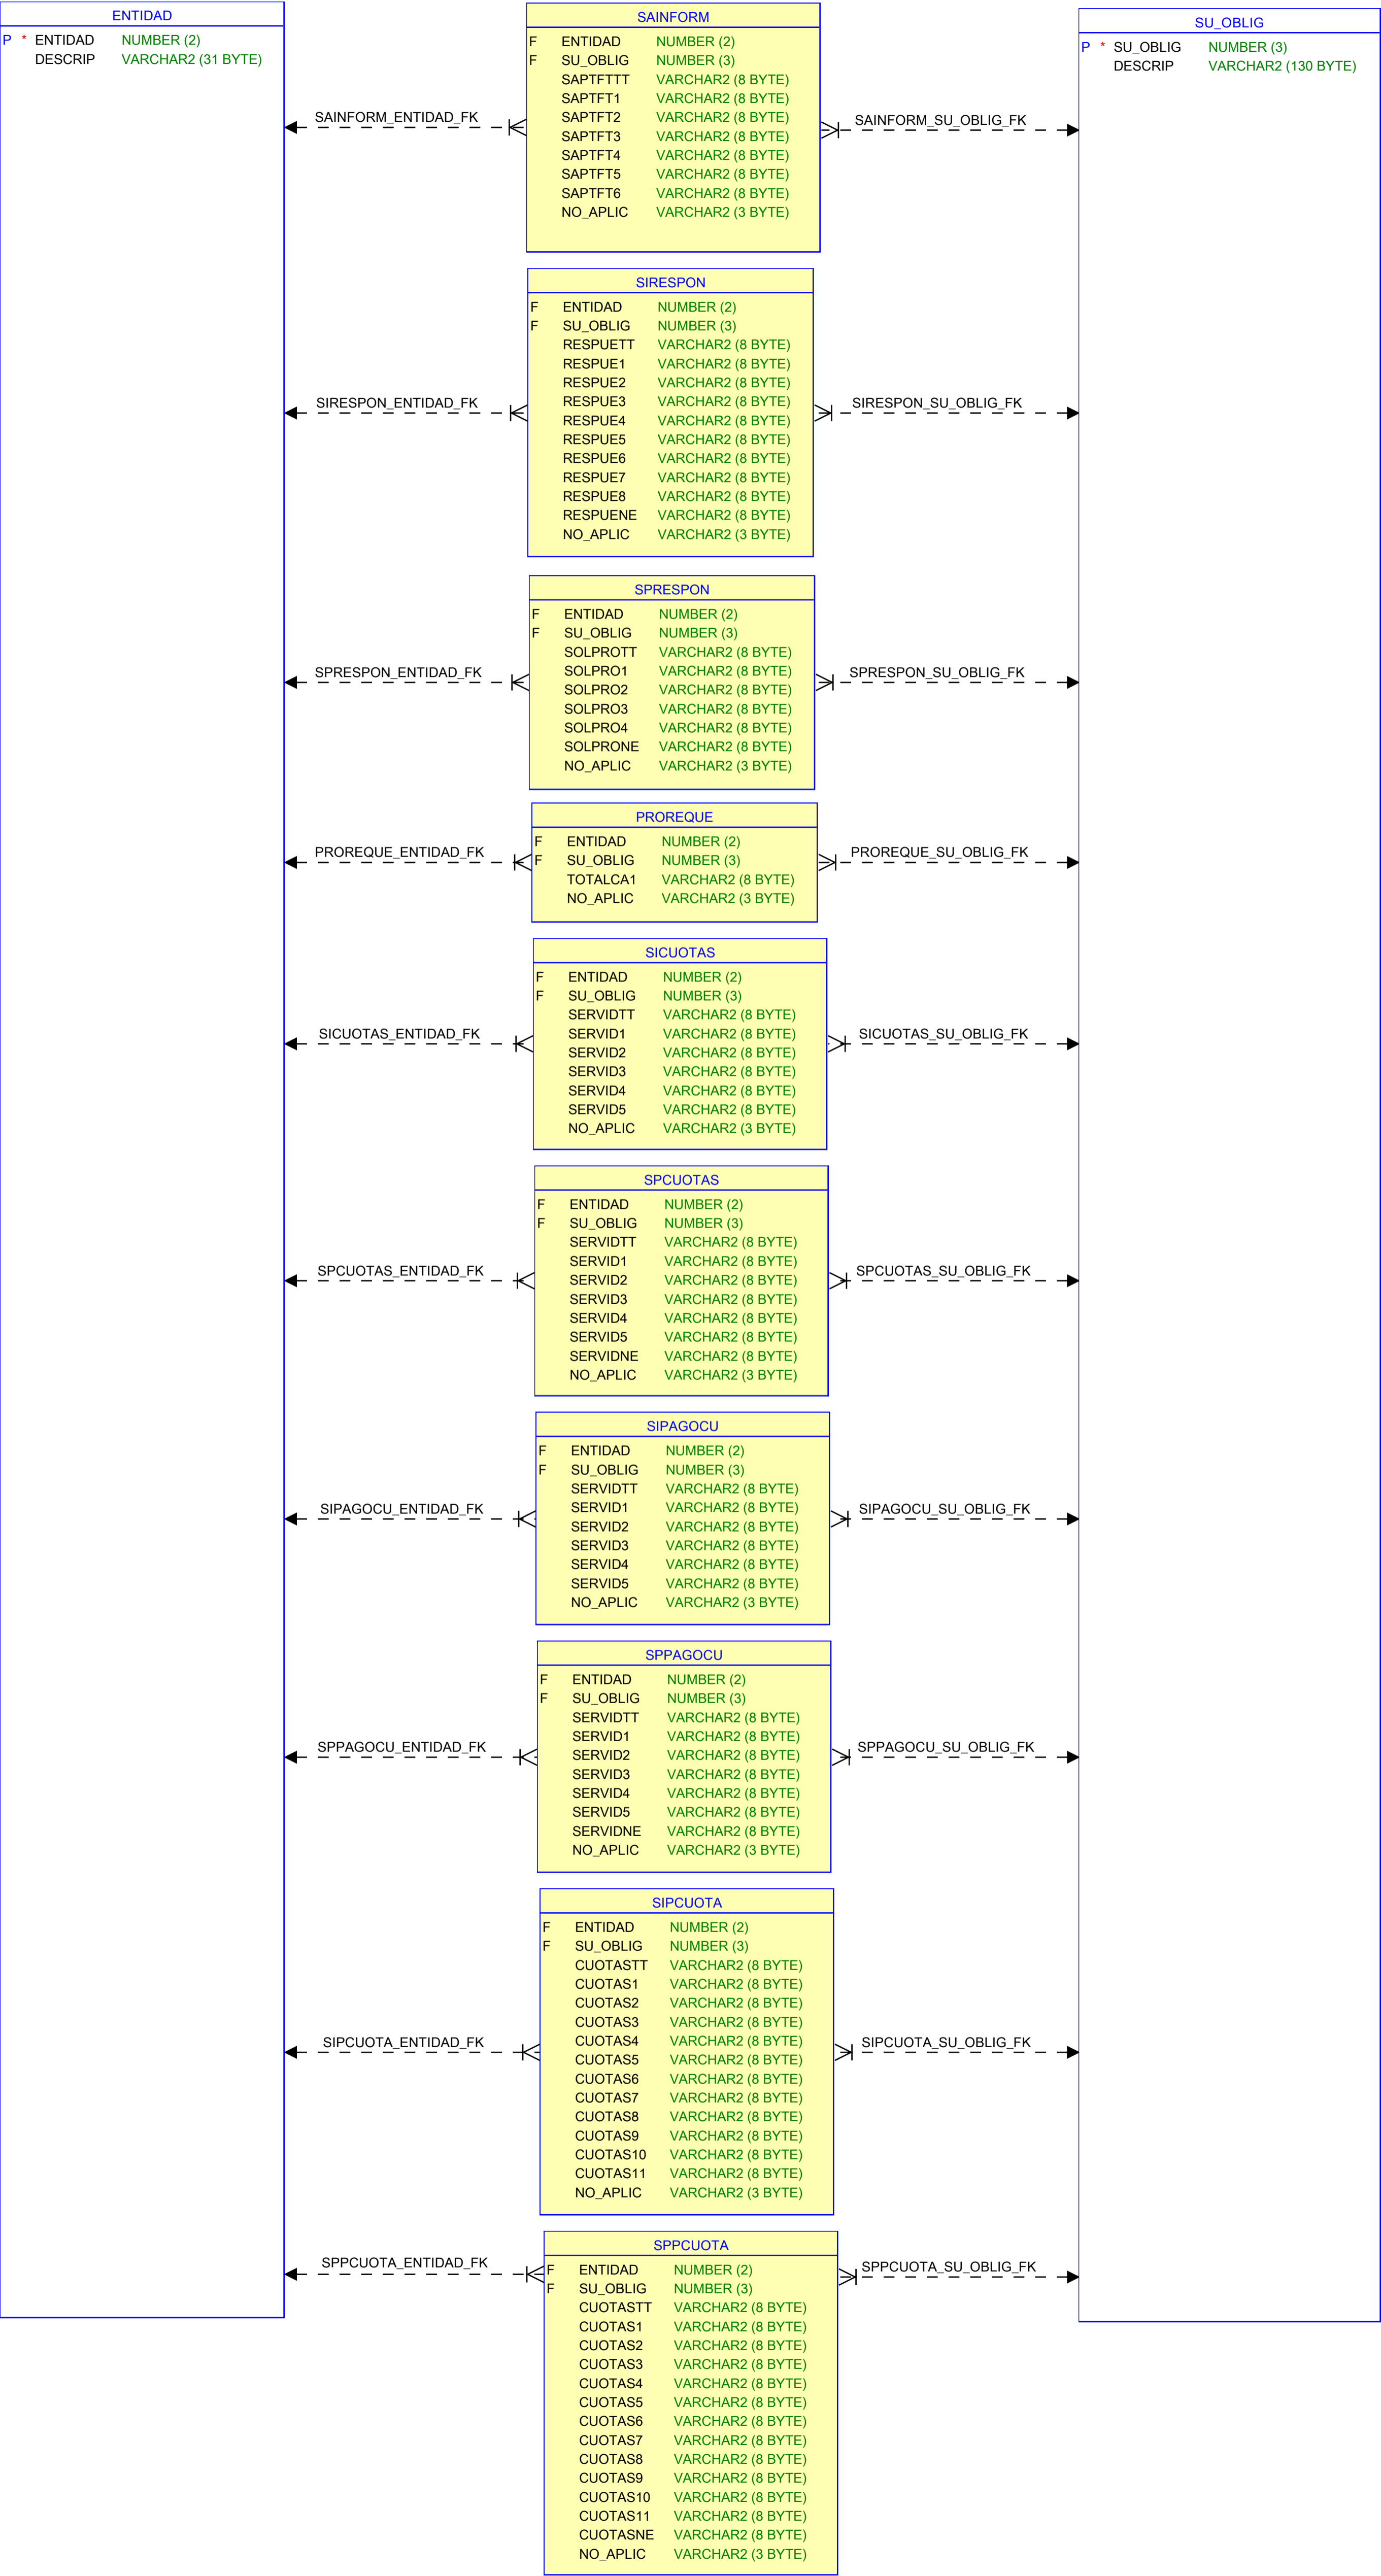 ENTIDAD
P * ENTIDAD NUMBER (2)
DESCRIP VARCHAR2 (31 BYTE)
SAINFORM
F ENTIDAD NUMBER (2)
F SU_OBLIG NUMBER (3)
SAPTFTTT VARCHAR2 (8 BYTE)
SAPTFT1 VARCHAR2 (8 BYTE)
SAPTFT2 VARCHAR2 (8 BYTE)
SAPTFT3 VARCHAR2 (8 BYTE)
SAPTFT4 VARCHAR2 (8 BYTE)
SAPTFT5 VARCHAR2 (8 BYTE)
SAPTFT6 VARCHAR2 (8 BYTE)
NO_APLIC VARCHAR2 (3 BYTE)
SU_OBLIG
P * SU_OBLIG NUMBER (3)
DESCRIP VARCHAR2 (130 BYTE)
SAINFORM_ENTIDAD_FK
SAINFORM_SU_OBLIG_FK
SIRESPON
F ENTIDAD NUMBER (2)
F SU_OBLIG NUMBER (3)
RESPUETT VARCHAR2 (8 BYTE)
RESPUE1 VARCHAR2 (8 BYTE)
RESPUE2 VARCHAR2 (8 BYTE)
RESPUE3 VARCHAR2 (8 BYTE)
RESPUE4 VARCHAR2 (8 BYTE)
RESPUE5 VARCHAR2 (8 BYTE)
RESPUE6 VARCHAR2 (8 BYTE)
RESPUE7 VARCHAR2 (8 BYTE)
RESPUE8 VARCHAR2 (8 BYTE)
RESPUENE VARCHAR2 (8 BYTE)
NO_APLIC VARCHAR2 (3 BYTE)
SIRESPON_ENTIDAD_FK
SIRESPON_SU_OBLIG_FK
SPRESPON
F ENTIDAD NUMBER (2)
F SU_OBLIG NUMBER (3)
SOLPROTT VARCHAR2 (8 BYTE)
SOLPRO1 VARCHAR2 (8 BYTE)
SOLPRO2 VARCHAR2 (8 BYTE)
SOLPRO3 VARCHAR2 (8 BYTE)
SOLPRO4 VARCHAR2 (8 BYTE)
SOLPRONE VARCHAR2 (8 BYTE)
NO_APLIC VARCHAR2 (3 BYTE)
SPRESPON_ENTIDAD_FK
SPRESPON_SU_OBLIG_FK
PROREQUE
F ENTIDAD NUMBER (2)
F SU_OBLIG NUMBER (3)
TOTALCA1 VARCHAR2 (8 BYTE)
NO_APLIC VARCHAR2 (3 BYTE)
PROREQUE_ENTIDAD_FK
PROREQUE_SU_OBLIG_FK
SICUOTAS
F ENTIDAD NUMBER (2)
F SU_OBLIG NUMBER (3)
SERVIDTT VARCHAR2 (8 BYTE)
SERVID1 VARCHAR2 (8 BYTE)
SERVID2 VARCHAR2 (8 BYTE)
SERVID3 VARCHAR2 (8 BYTE)
SERVID4 VARCHAR2 (8 BYTE)
SERVID5 VARCHAR2 (8 BYTE)
NO_APLIC VARCHAR2 (3 BYTE)
SICUOTAS_ENTIDAD_FK
SICUOTAS_SU_OBLIG_FK
SPCUOTAS
F ENTIDAD NUMBER (2)
F SU_OBLIG NUMBER (3)
SERVIDTT VARCHAR2 (8 BYTE)
SERVID1 VARCHAR2 (8 BYTE)
SERVID2 VARCHAR2 (8 BYTE)
SERVID3 VARCHAR2 (8 BYTE)
SERVID4 VARCHAR2 (8 BYTE)
SERVID5 VARCHAR2 (8 BYTE)
SERVIDNE VARCHAR2 (8 BYTE)
NO_APLIC VARCHAR2 (3 BYTE)
SPCUOTAS_ENTIDAD_FK
SPCUOTAS_SU_OBLIG_FK
SIPAGOCU
F ENTIDAD NUMBER (2)
F SU_OBLIG NUMBER (3)
SERVIDTT VARCHAR2 (8 BYTE)
SERVID1 VARCHAR2 (8 BYTE)
SERVID2 VARCHAR2 (8 BYTE)
SERVID3 VARCHAR2 (8 BYTE)
SERVID4 VARCHAR2 (8 BYTE)
SERVID5 VARCHAR2 (8 BYTE)
NO_APLIC VARCHAR2 (3 BYTE)
SIPAGOCU_ENTIDAD_FK
SIPAGOCU_SU_OBLIG_FK
SPPAGOCU
F ENTIDAD NUMBER (2)
F SU_OBLIG NUMBER (3)
SERVIDTT VARCHAR2 (8 BYTE)
SERVID1 VARCHAR2 (8 BYTE)
SERVID2 VARCHAR2 (8 BYTE)
SERVID3 VARCHAR2 (8 BYTE)
SERVID4 VARCHAR2 (8 BYTE)
SERVID5 VARCHAR2 (8 BYTE)
SERVIDNE VARCHAR2 (8 BYTE)
NO_APLIC VARCHAR2 (3 BYTE)
SPPAGOCU_ENTIDAD_FK
SPPAGOCU_SU_OBLIG_FK
SIPCUOTA
F ENTIDAD NUMBER (2)
F SU_OBLIG NUMBER (3)
CUOTASTT VARCHAR2 (8 BYTE)
CUOTAS1 VARCHAR2 (8 BYTE)
CUOTAS2 VARCHAR2 (8 BYTE)
CUOTAS3 VARCHAR2 (8 BYTE)
CUOTAS4 VARCHAR2 (8 BYTE)
CUOTAS5 VARCHAR2 (8 BYTE)
CUOTAS6 VARCHAR2 (8 BYTE)
CUOTAS7 VARCHAR2 (8 BYTE)
CUOTAS8 VARCHAR2 (8 BYTE)
CUOTAS9 VARCHAR2 (8 BYTE)
CUOTAS10 VARCHAR2 (8 BYTE)
CUOTAS11 VARCHAR2 (8 BYTE)
NO_APLIC VARCHAR2 (3 BYTE)
SIPCUOTA_ENTIDAD_FK
SIPCUOTA_SU_OBLIG_FK
SPPCUOTA
F ENTIDAD NUMBER (2)
F SU_OBLIG NUMBER (3)
CUOTASTT VARCHAR2 (8 BYTE)
CUOTAS1 VARCHAR2 (8 BYTE)
CUOTAS2 VARCHAR2 (8 BYTE)
CUOTAS3 VARCHAR2 (8 BYTE)
CUOTAS4 VARCHAR2 (8 BYTE)
CUOTAS5 VARCHAR2 (8 BYTE)
CUOTAS6 VARCHAR2 (8 BYTE)
CUOTAS7 VARCHAR2 (8 BYTE)
CUOTAS8 VARCHAR2 (8 BYTE)
CUOTAS9 VARCHAR2 (8 BYTE)
CUOTAS10 VARCHAR2 (8 BYTE)
CUOTAS11 VARCHAR2 (8 BYTE)
CUOTASNE VARCHAR2 (8 BYTE)
NO_APLIC VARCHAR2 (3 BYTE)
SPPCUOTA_ENTIDAD_FK
SPPCUOTA_SU_OBLIG_FK